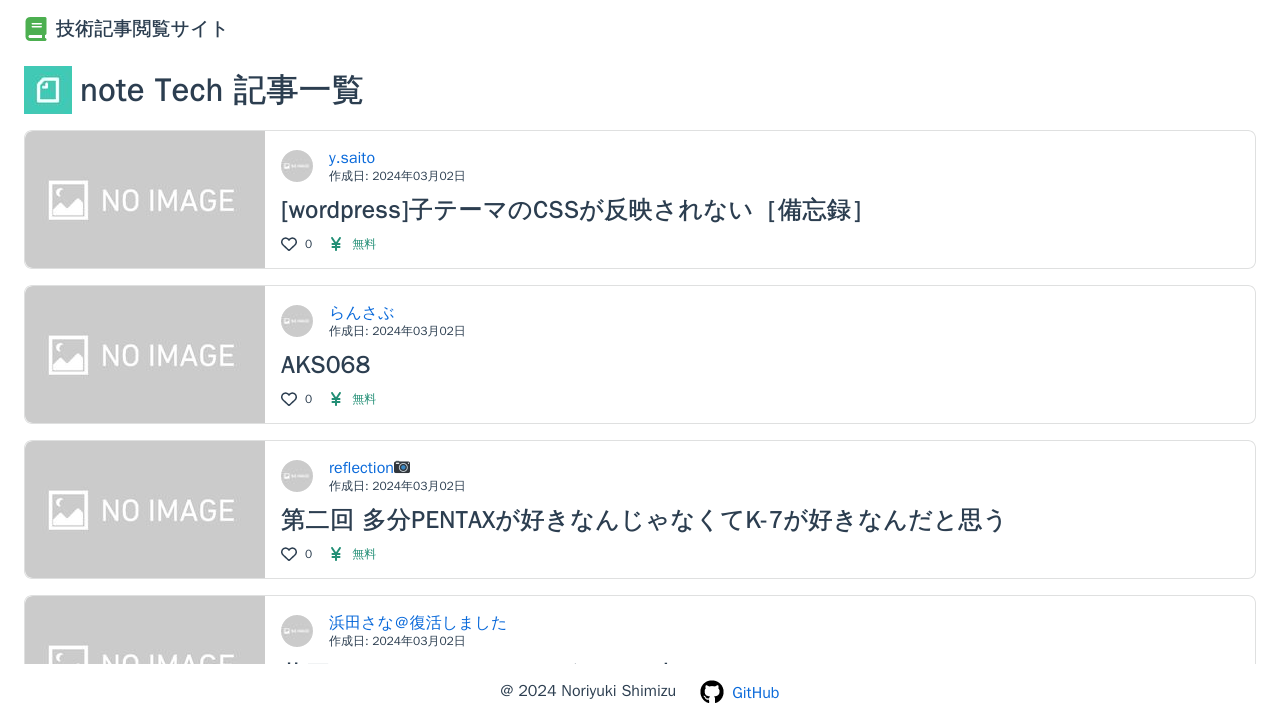 技術記事閲覧サイト
note Tech 記事一覧
NO IMAGE
y.saito
作成日: 2024年03月02日
[wordpress]子テーマのCSSが反映されない［備忘録］
0 ¥ 無料
NO IMAGE
らんさぶ
作成日: 2024年03月02日
AKS068
0 ¥ 無料
NO IMAGE
reflection📷
作成日: 2024年03月02日
第二回 多分PENTAXが好きなんじゃなくてK-7が好きなんだと思う
0 ¥ 無料
浜田さな＠復活しました
作成日: 2024年03月02日
@ 2024 Noriyuki Shimizu GitHub